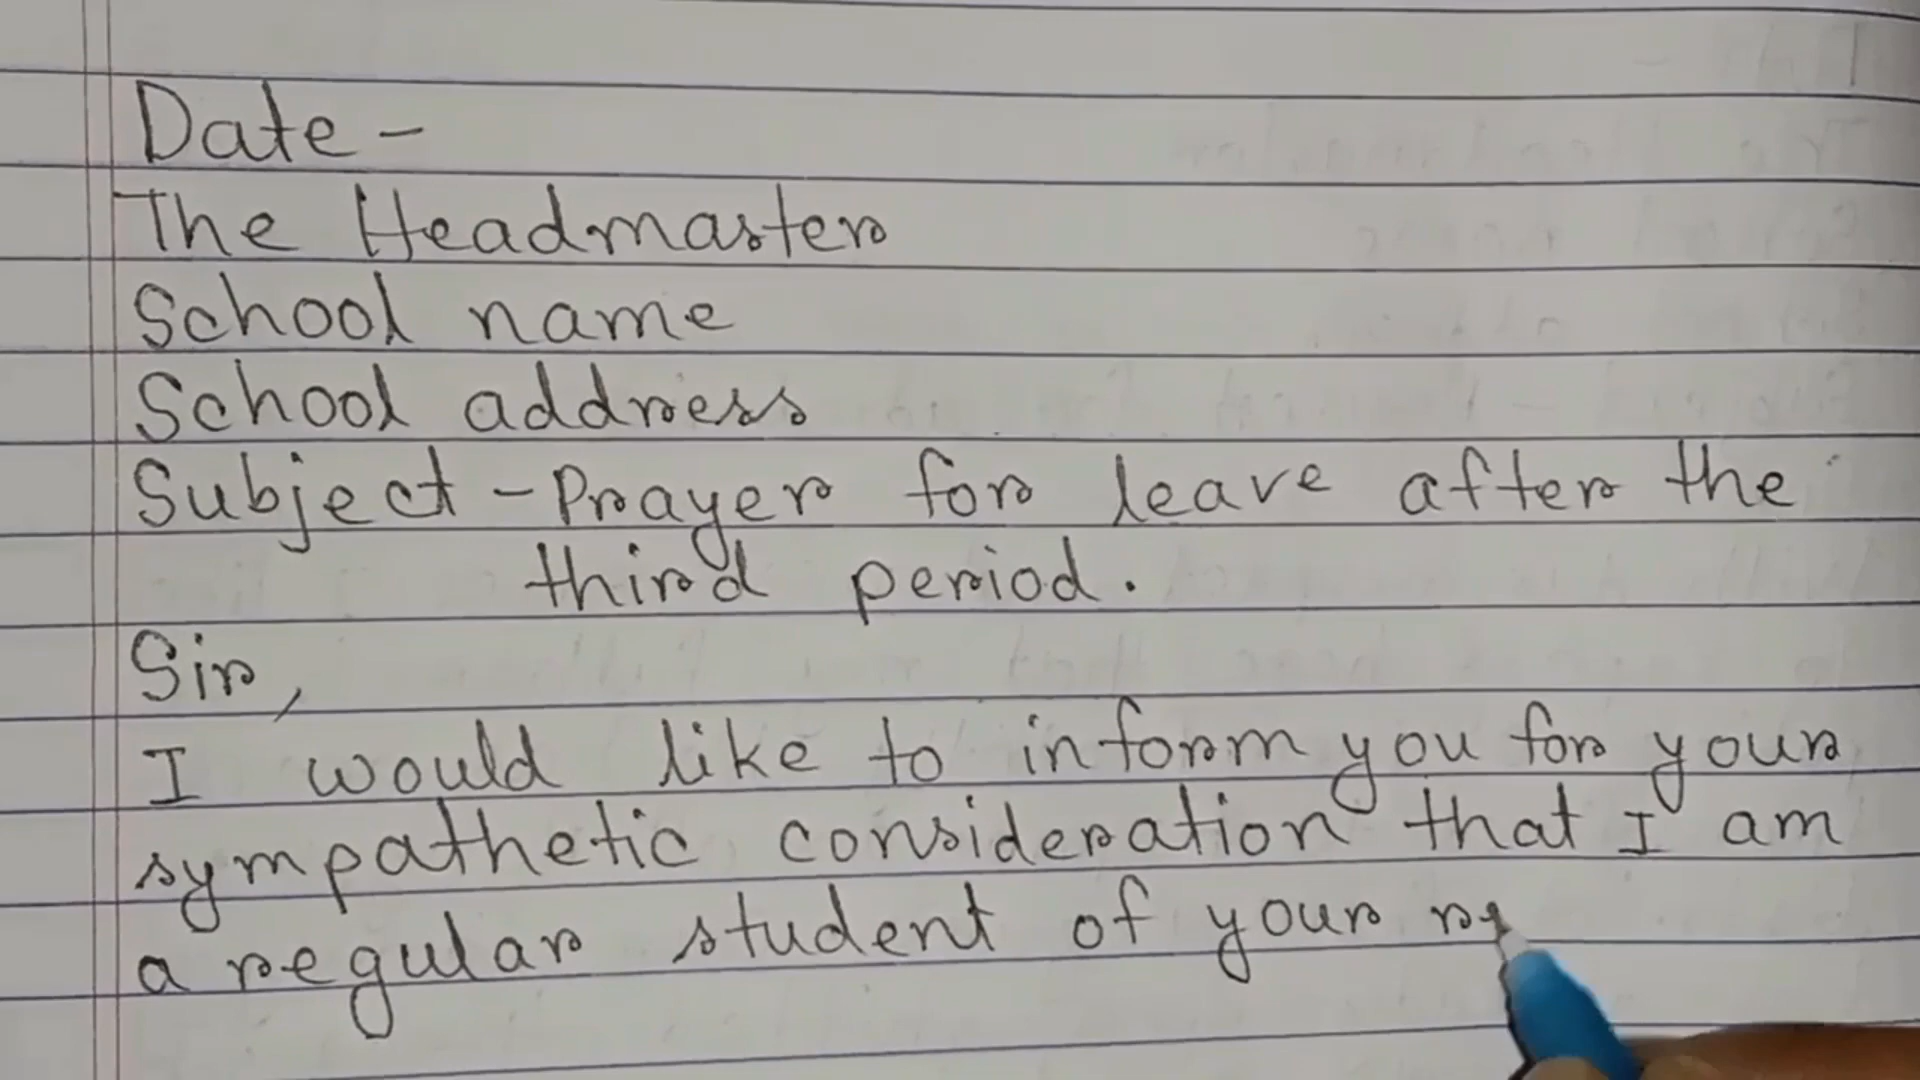 Date -
The Headmaster
School name
School address
Subject - Prayer for leave after the
third period.
Sir,
I would like to inform you for your
sympathetic consideration that I am
a regular student of your